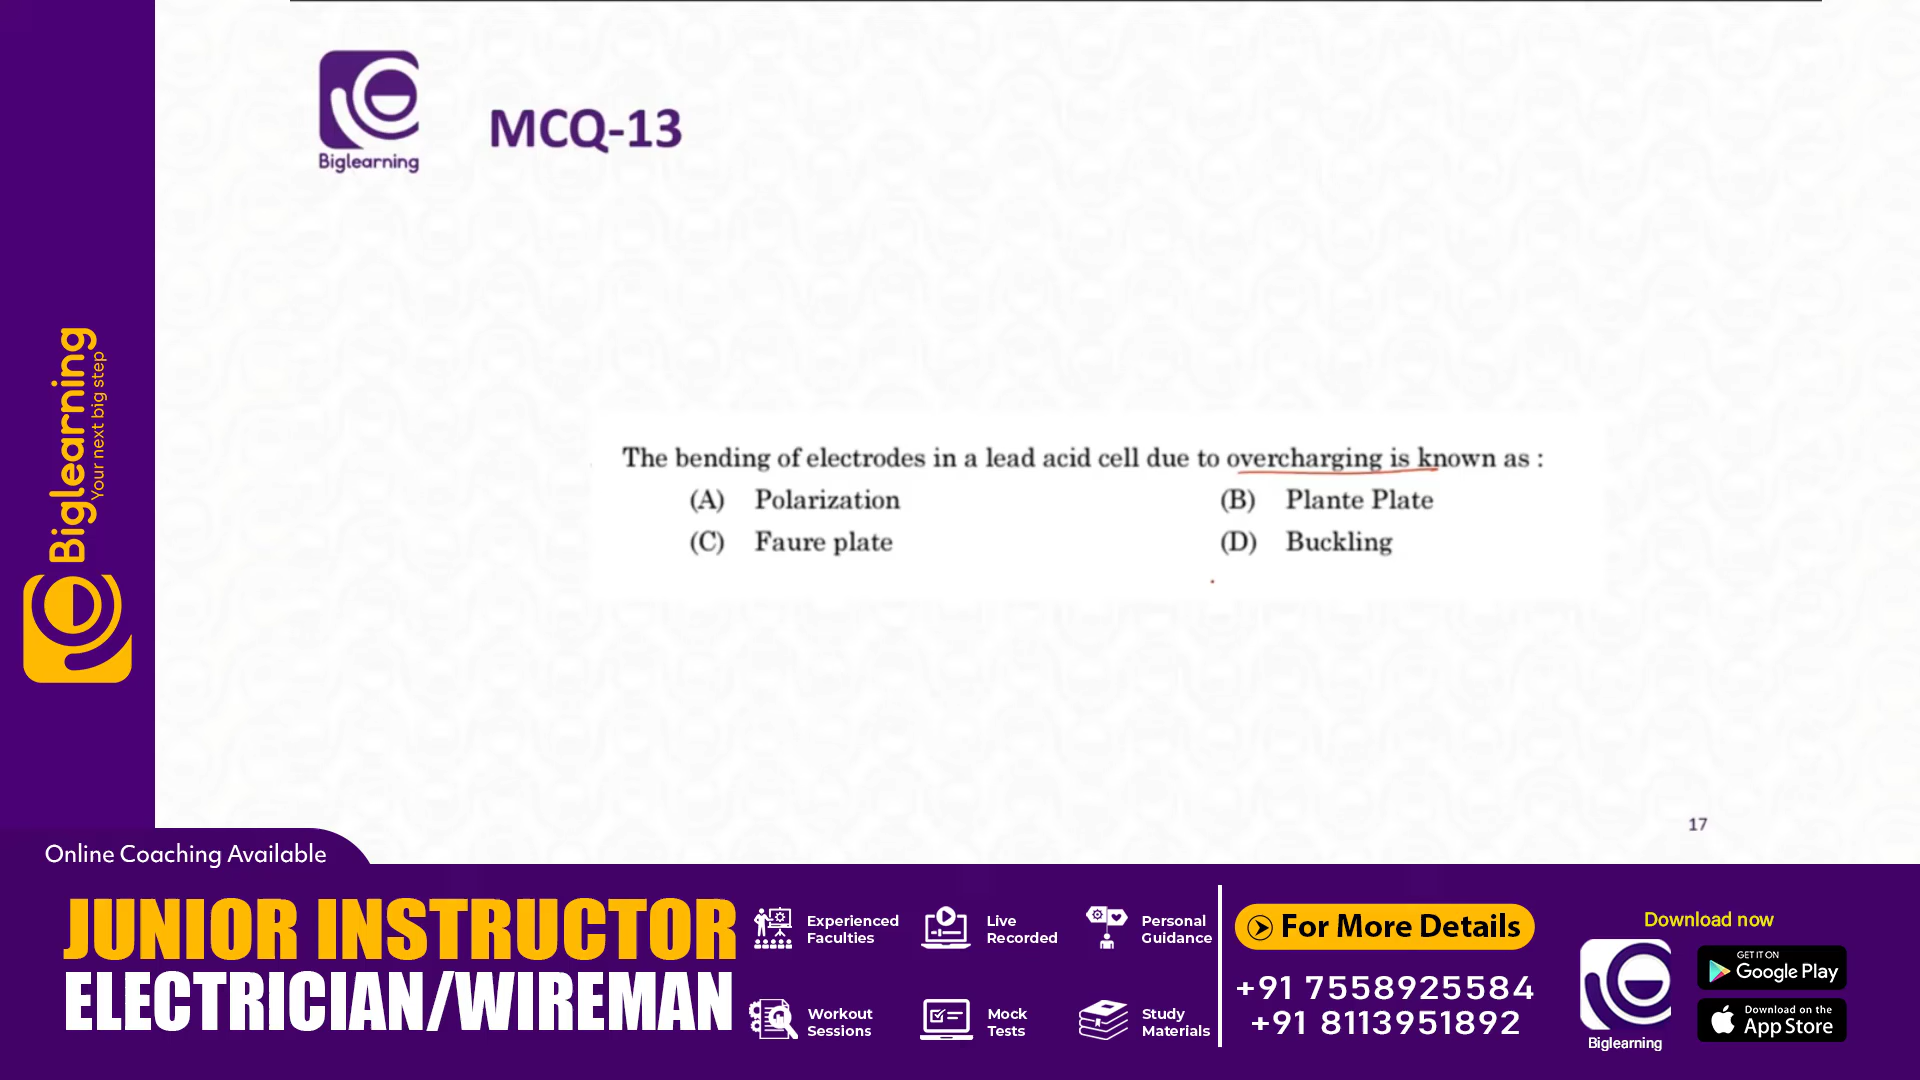 Biglearning
MCQ-13
Biglearning
Your next big step
The bending of electrodes in a lead acid cell due to overcharging is known as :
(A) Polarization (B) Plante Plate
(C) Faure plate (D) Buckling
17
Online Coaching Available
JUNIOR INSTRUCTOR
ELECTRICIAN/WIREMAN
Experienced
Faculties
Live
Recorded
Personal
Guidance
Workout
Sessions
Mock
Tests
Study
Materials
For More Details
+91 7558925584
+91 8113951892
Download now
Biglearning
GET IT ON
Google Play
Download on the
App Store